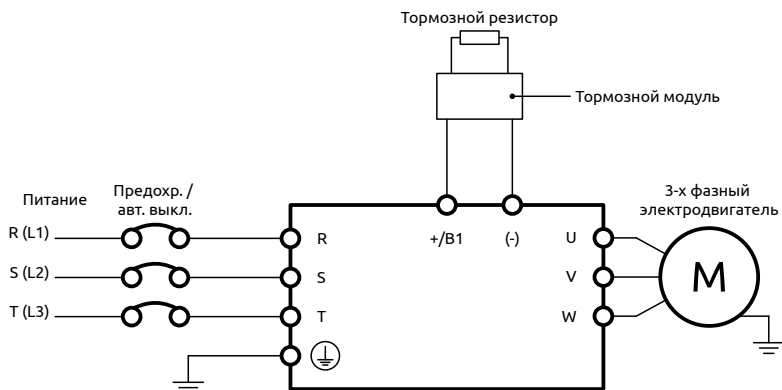 Тормозной резистор
Тормозной модуль
Питание
Предохр. /
авт. выкл.
3-х фазный
электродвигатель
R (L1)
R
+/B1
(-)
U
S (L2)
S
V
M
T (L3)
T
W